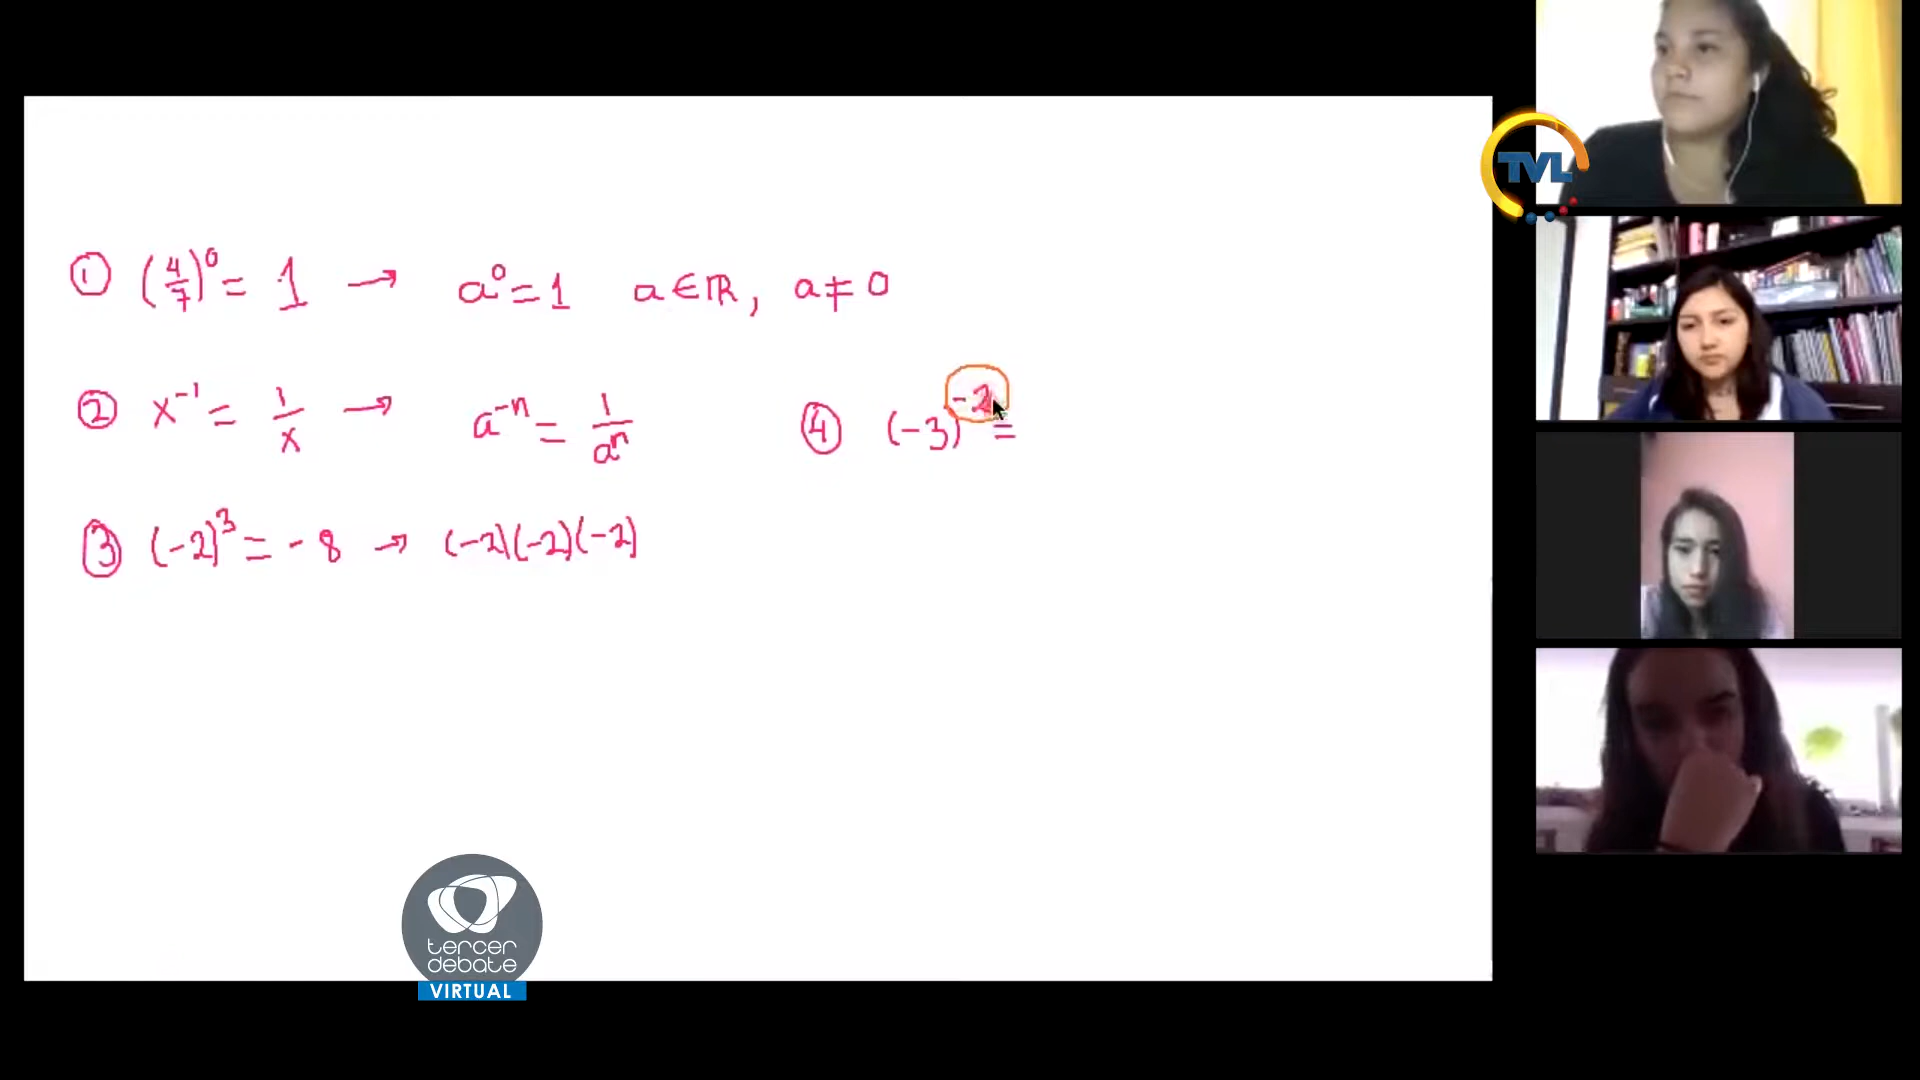 ① (4/7)⁰ = 1 → a⁰ = 1 a ∈ ℝ, a ≠ 0
② x⁻¹ = 1/x → a⁻ⁿ = 1/aⁿ
③ (-2)³ = -8 → (-2)(-2)(-2)
④ (-3)⁻² =
TVL
tercer
debate
VIRTUAL